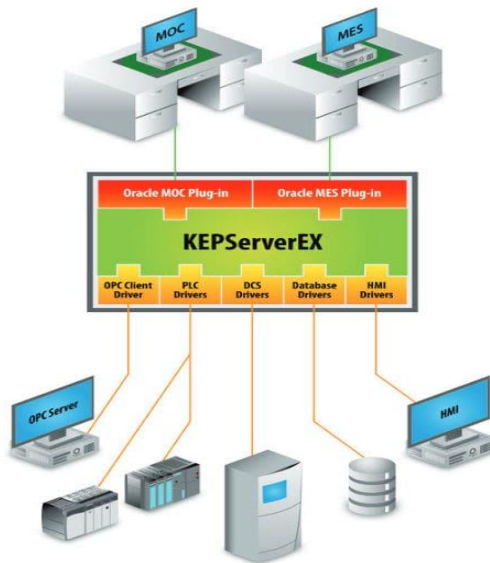 MOC
MES
Oracle MOC Plug-in
Oracle MES Plug-in
KEPServerEX
OPC Client
Driver
PLC
Drivers
DCS
Drivers
Database
Drivers
HMI
Drivers
OPC Server
HMI